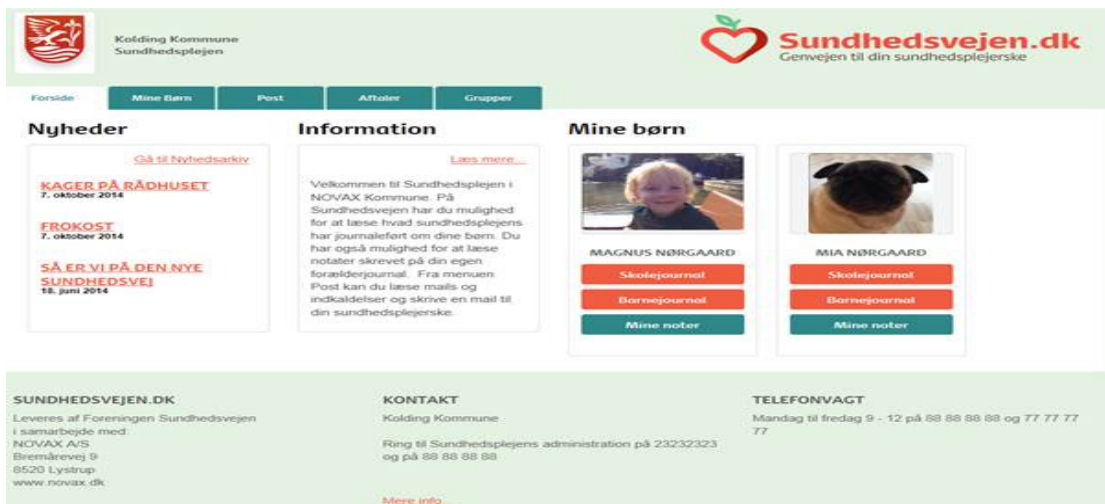 Kolding Kommune
Sundhedsplejen
Sundhedsvejen.dk
Genvejen til din sundhedsplejerske
Forside
Mine Børn
Post
Aftaler
Grupper
Nyheder
Gå til Nyhedsarkiv
KAGER PÅ RÅDHUSET
7. oktober 2014
FROKOST
7. oktober 2014
SÅ ER VI PÅ DEN NYE
SUNDHEDSVEJ
18. juni 2014
Information
Læs mere...
Velkommen til Sundhedsplejen i
NOVAX Kommune. På
Sundhedsvejen har du mulighed
for at læse hvad sundhedsplejens
har journaleført om dine børn. Du
har også mulighed for at læse
notater skrevet på din egen
forælderjournal. Fra menuen
Post kan du læse mails og
indkaldelser og skrive en mail til
din sundhedsplejerske.
Mine børn
MAGNUS NØRGAARD
Skolejournal
Barnejournal
Mine noter
MIA NØRGAARD
Skolejournal
Barnejournal
Mine noter
SUNDHEDSVEJEN.DK
Leveres af Foreningen Sundhedsvejen
i samarbejde med:
NOVAX A/S
Bremårevej 9
8520 Lystrup
www.novax.dk
KONTAKT
Kolding Kommune
Ring til Sundhedsplejens administration på 23232323
og på 88 88 88 88
Mere info...
TELEFONVAGT
Mandag til fredag 9 - 12 på 88 88 88 88 og 77 77 77
77